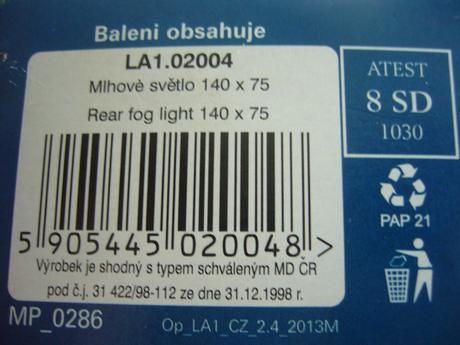 Baleni obsahuje
LA1.02004
Mlhovè světlo 140 x 75
Rear fog light 140 x 75
5 905445 020048 >
Výrobek je shodný s typem schváleným MD ČR
pod č.j. 31 422/98-112 ze dne 31.12.1998 r.
MP_0286
Op_LA1_CZ_2.4_2013M
ATEST
8 SD
1030
PAP 21